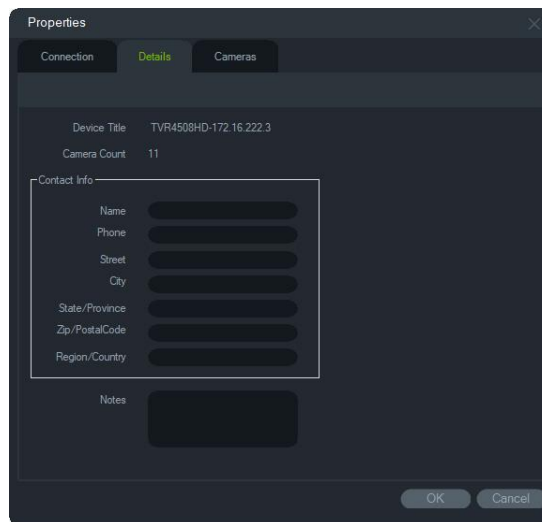 Properties
Connection Details Cameras
Device Title TVR4508HD-172.16.222.3
Camera Count 11
Contact Info
Name
Phone
Street
City
State/Province
Zip/PostalCode
Region/Country
Notes
OK Cancel